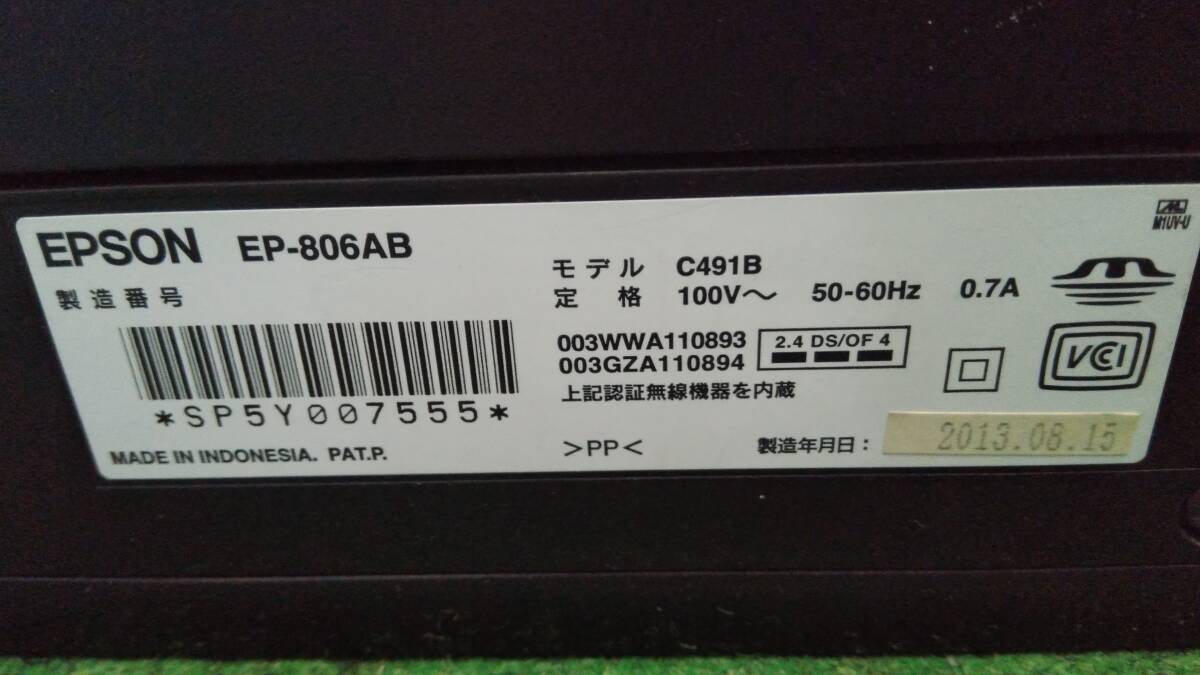 EPSON EP-806AB
製造番号
*SP5Y007555*
MADE IN INDONESIA. PAT.P.
モデル C491B
定格 100V～ 50-60Hz 0.7A
003WWA110893
003GZA110894
2.4 DS/OF 4
上記認証無線機器を内蔵
>PP<
製造年月日: 2013.08.15
M1UV-U
VCI